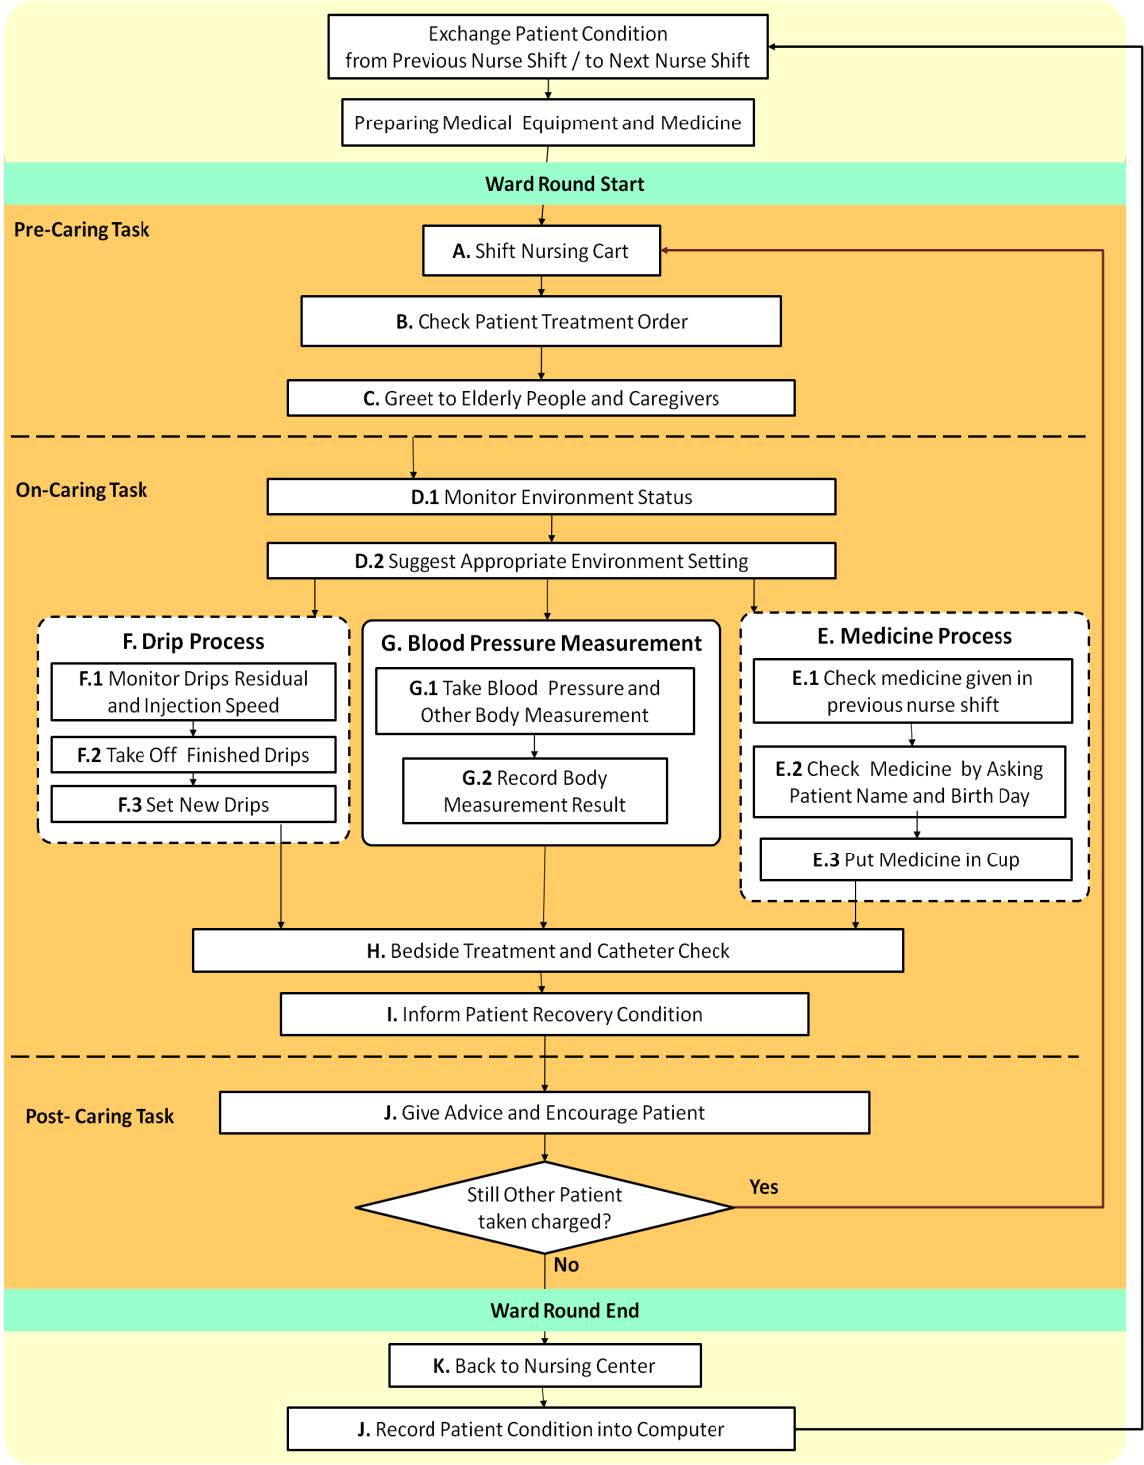 Exchange Patient Condition
from Previous Nurse Shift / to Next Nurse Shift
Preparing Medical Equipment and Medicine
Ward Round Start
Pre-Caring Task
A. Shift Nursing Cart
B. Check Patient Treatment Order
C. Greet to Elderly People and Caregivers
On-Caring Task
D.1 Monitor Environment Status
D.2 Suggest Appropriate Environment Setting
F. Drip Process
F.1 Monitor Drips Residual
and Injection Speed
F.2 Take Off Finished Drips
F.3 Set New Drips
G. Blood Pressure Measurement
G.1 Take Blood Pressure and
Other Body Measurement
G.2 Record Body
Measurement Result
E. Medicine Process
E.1 Check medicine given in
previous nurse shift
E.2 Check Medicine by Asking
Patient Name and Birth Day
E.3 Put Medicine in Cup
H. Bedside Treatment and Catheter Check
I. Inform Patient Recovery Condition
Post- Caring Task
J. Give Advice and Encourage Patient
Still Other Patient
taken charged?
Yes
No
Ward Round End
K. Back to Nursing Center
J. Record Patient Condition into Computer